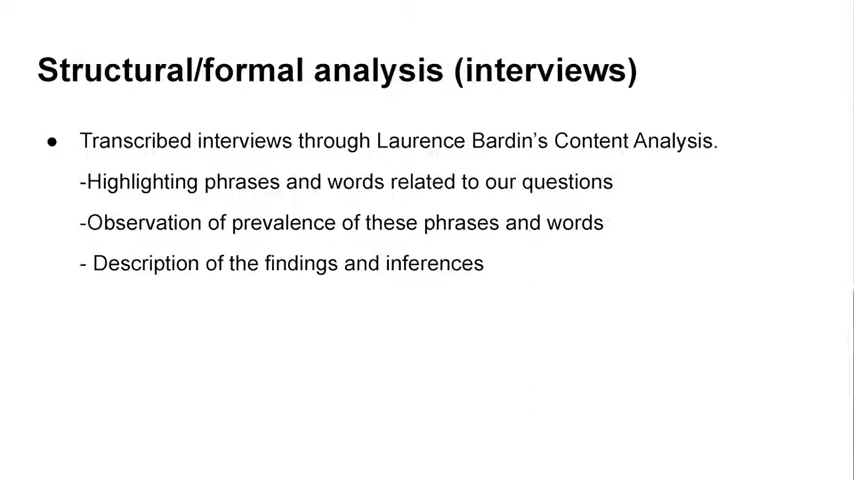 Structural/formal analysis (interviews)
● Transcribed interviews through Laurence Bardin’s Content Analysis.
-Highlighting phrases and words related to our questions
-Observation of prevalence of these phrases and words
- Description of the findings and inferences